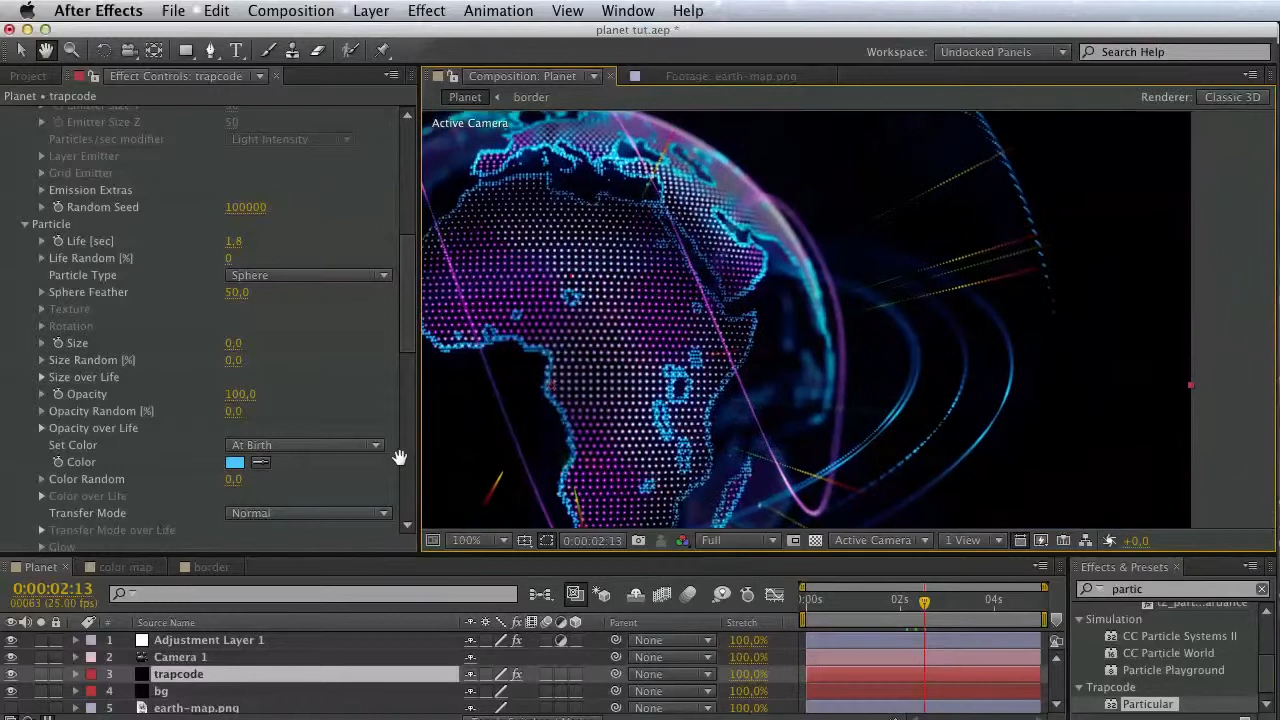 After Effects File Edit Composition Layer Effect Animation View Window Help
planet tut.aep *
Workspace: Undocked Panels Search Help
Project Effect Controls: trapcode Composition: Planet Footage: earth-map.png
Planet • trapcode Planet border Renderer: Classic 3D
Emitter Size Y 50
Emitter Size Z 50
Particles/sec modifier Light Intensity
Layer Emitter
Grid Emitter
Emission Extras
Random Seed 100000
Particle
Life [sec] 1,8
Life Random [%] 0
Particle Type Sphere
Sphere Feather 50,0
Texture
Rotation
Size 0,0
Size Random [%] 0,0
Size over Life
Opacity 100,0
Opacity Random [%] 0,0
Opacity over Life
Set Color At Birth
Color
Color Random 0,0
Color over Life
Transfer Mode Normal
Transfer Mode over Life
Glow
Active Camera
100% 0:00:02:13 Full Active Camera 1 View +0,0
Planet color map border
0:00:02:13
00063 (25.00 fps)
# Source Name Parent Stretch
:00s 02s 04s
1 Adjustment Layer 1 None 100,0%
2 Camera 1 None 100,0%
3 trapcode None 100,0%
4 bg None 100,0%
5 earth-map.png None 100,0%
Effects & Presets
partic
Simulation
CC Particle Systems II
CC Particle World
Particle Playground
Trapcode
Particular